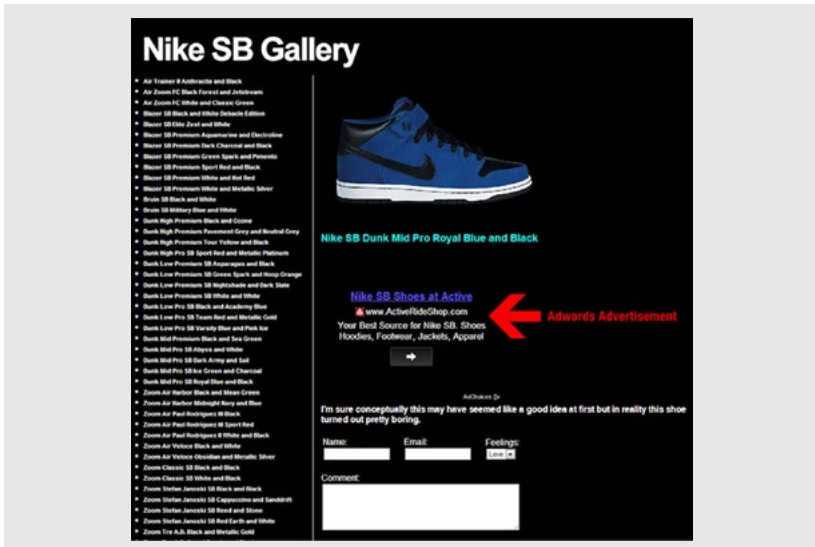 Nike SB Gallery
Air Trainer II Anthracite and Black
Air Zoom FC Black Forest and Jetstream
Air Zoom FC White and Classic Green
Blazer SB Black and White Debacle Edition
Blazer SB Elite Zest and White
Blazer SB Premium Aquamarine and Electroline
Blazer SB Premium Dark Charcoal and Black
Blazer SB Premium Green Spark and Pimento
Blazer SB Premium Sport Red and Black
Blazer SB Premium White and Hot Red
Blazer SB Premium White and Metallic Silver
Bruin SB Black and White
Bruin SB Military Blue and White
Dunk High Premium Black and Ozone
Dunk High Premium Pavement Grey and Neutral Grey
Dunk High Premium Tour Yellow and Black
Dunk High Pro SB Sport Red and Metallic Platinum
Dunk Low Premium SB Asparagus and Black
Dunk Low Premium SB Green Spark and Hoop Orange
Dunk Low Premium SB Nightshade and Dark Slate
Dunk Low Premium SB White and White
Dunk Low Pro SB Black and Academy Blue
Dunk Low Pro SB Team Red and Metallic Gold
Dunk Low Pro SB Varsity Blue and Pink Ice
Dunk Mid Premium Black and Sea Green
Dunk Mid Pro SB Abyss and White
Dunk Mid Pro SB Dark Army and Sail
Dunk Mid Pro SB Ice Green and Charcoal
Dunk Mid Pro SB Royal Blue and Black
Zoom Air Harbor Black and Mean Green
Zoom Air Harbor Midnight Navy and Blue
Zoom Air Paul Rodriguez III Black
Zoom Air Paul Rodriguez III Sport Red
Zoom Air Paul Rodriguez II White and Black
Zoom Air Veloce Black and White
Zoom Air Veloce Obsidian and Metallic Silver
Zoom Classic SB Black and Black
Zoom Classic SB White and Black
Zoom Stefan Janoski SB Black and Black
Zoom Stefan Janoski SB Cappuccino and Sanddrift
Zoom Stefan Janoski SB Reed and Stone
Zoom Stefan Janoski SB Red Earth and White
Zoom Tre A.D. Black and Metallic Gold
Nike SB Dunk Mid Pro Royal Blue and Black
Nike SB Shoes at Active
www.ActiveRideShop.com
Your Best Source for Nike SB. Shoes
Hoodies, Footwear, Jackets, Apparel
Adwords Advertisement
AdChoices
I'm sure conceptually this may have seemed like a good idea at first but in reality this shoe
turned out pretty boring.
Name: Email: Feelings:
Love
Comment: